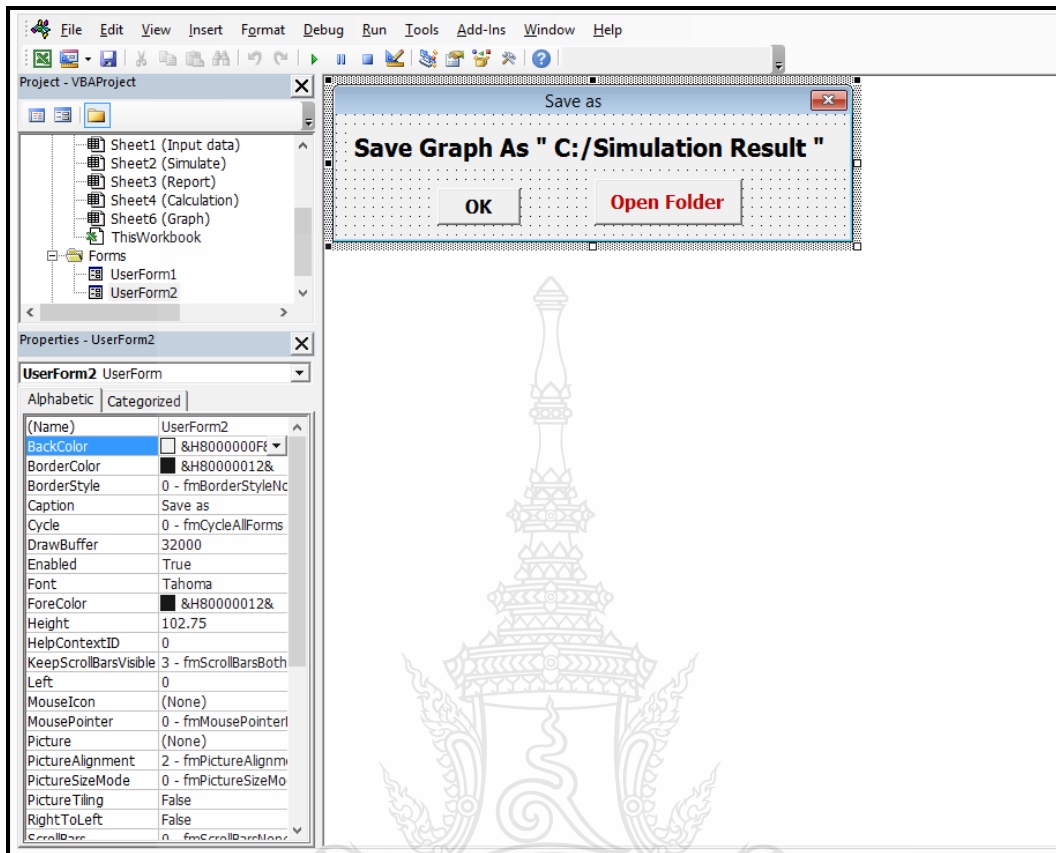 File Edit View Insert Format Debug Run Tools Add-Ins Window Help
Project - VBAProject
Sheet1 (Input data)
Sheet2 (Simulate)
Sheet3 (Report)
Sheet4 (Calculation)
Sheet6 (Graph)
ThisWorkbook
Forms
UserForm1
UserForm2
Properties - UserForm2
UserForm2 UserForm
Alphabetic Categorized
(Name) UserForm2
BackColor &H8000000F&
BorderColor &H80000012&
BorderStyle 0 - fmBorderStyleNo
Caption Save as
Cycle 0 - fmCycleAllForms
DrawBuffer 32000
Enabled True
Font Tahoma
ForeColor &H80000012&
Height 102.75
HelpContextID 0
KeepScrollBarsVisible 3 - fmScrollBarsBoth
Left 0
MouseIcon (None)
MousePointer 0 - fmMousePointerI
Picture (None)
PictureAlignment 2 - fmPictureAlignm
PictureSizeMode 0 - fmPictureSizeMo
PictureTiling False
RightToLeft False
ScrollBars 0 - fmScrollBarsNone
Save as
Save Graph As " C:/Simulation Result "
OK Open Folder